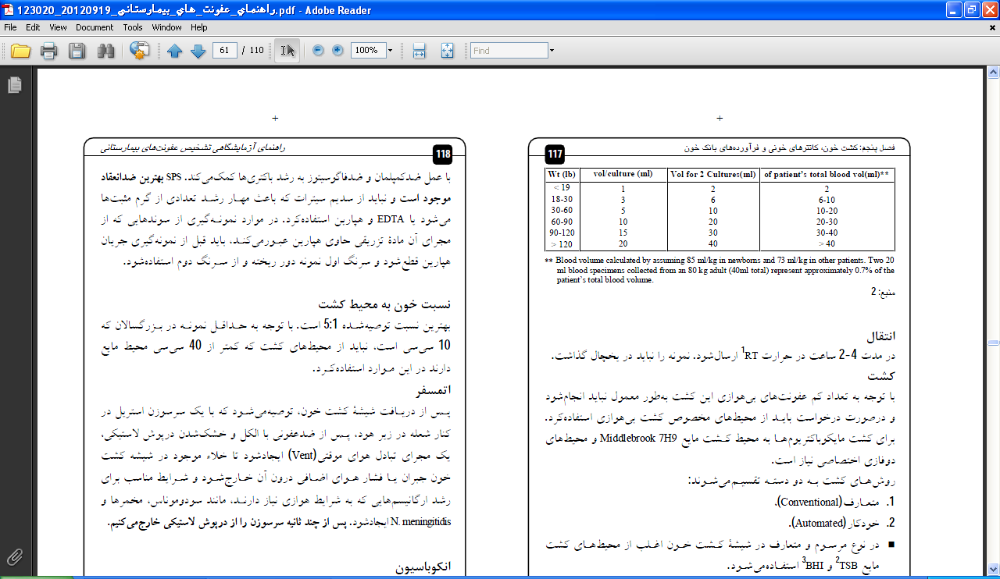 123020_20120919_راهنماي_عفونت_هاي_بيمارستاني.pdf - Adobe Reader
File Edit View Document Tools Window Help
61 / 110 100% Find
117 فصل پنجم: کشت خون، کاتترهای خونی و فرآورده‌های بانک خون
Wt (lb) vol/culture (ml) Vol for 2 Cultures(ml) of patient's total blood vol(ml)**
< 19 1 2 2
18-30 3 6 6-10
30-60 5 10 10-20
60-90 10 20 20-30
90-120 15 30 30-40
> 120 20 40 > 40
** Blood volume calculated by assuming 85 ml/kg in newborns and 73 ml/kg in other patients. Two 20
ml blood specimens collected from an 80 kg adult (40ml total) represent approximately 0.7% of the
patient's total blood volume.
منبع: 2
انتقال
در مدت 4-2 ساعت در حرارت RT1 ارسال‌شود. نمونه را نباید در یخچال گذاشت.
کشت
با توجه به تعداد کم عفونت‌های بی‌هوازی این کشت به‌طور معمول نباید انجام‌شود
و درصورت درخواست باید از محیط‌های مخصوص کشت بی‌هوازی استفاده‌کرد.
برای کشت مایکوباکتریوم‌ها به محیط کشت مایع Middlebrook 7H9 و محیط‌های
دوفازی اختصاصی نیاز است.
روش‌های کشت به دو دسته تقسیم‌می‌شوند:
1. متعارف (Conventional)،
2. خودکار (Automated).
■ در نوع مرسوم و متعارف در شیشهٔ کشت خون اغلب از محیط‌های کشت
مایع TSB2 و BHI3 استفاده‌می‌شود.
راهنمای آزمایشگاهی تشخیص عفونت‌های بیمارستانی 118
با عمل ضدکمپلمان و ضدفاگوسیتوز به رشد باکتری‌ها کمک‌می‌کند. SPS بهترین ضدانعقاد
موجود است و نباید از سدیم سیترات که باعث مهار رشد تعدادی از گرم مثبت‌ها
می‌شود یا EDTA و هپارین استفاده‌کرد. در موارد نمونه‌گیری از سوندهایی که از
مجرای آن مادهٔ تزریقی حاوی هپارین عبورمی‌کند، باید قبل از نمونه‌گیری جریان
هپارین قطع‌شود و سرنگ اول نمونه دور ریخته و از سرنگ دوم استفاده‌شود.
نسبت خون به محیط کشت
بهترین نسبت توصیه‌شده 5:1 است. با توجه به حداقل نمونه در بزرگسالان که
10 سی‌سی است، نباید از محیط‌های کشت که کمتر از 40 سی‌سی محیط مایع
دارند در این موارد استفاده‌کرد.
اتمسفر
پس از دریافت شیشهٔ کشت خون، توصیه‌می‌شود که با یک سرسوزن استریل در
کنار شعله در زیر هود، پس از ضدعفونی با الکل و خشک‌شدن درپوش لاستیکی،
یک مجرای تبادل هوای موقتی (Vent) ایجادشود تا خلاء موجود در شیشه کشت
خون جبران یا فشار هوای اضافی درون آن خارج‌شود و شرایط مناسب برای
رشد ارگانیسم‌هایی که به شرایط هوازی نیاز دارند، مانند سودوموناس، مخمرها و
N. meningitidis ایجادشود. پس از چند ثانیه سرسوزن را از درپوش لاستیکی خارج‌می‌کنیم.
انکوباسیون